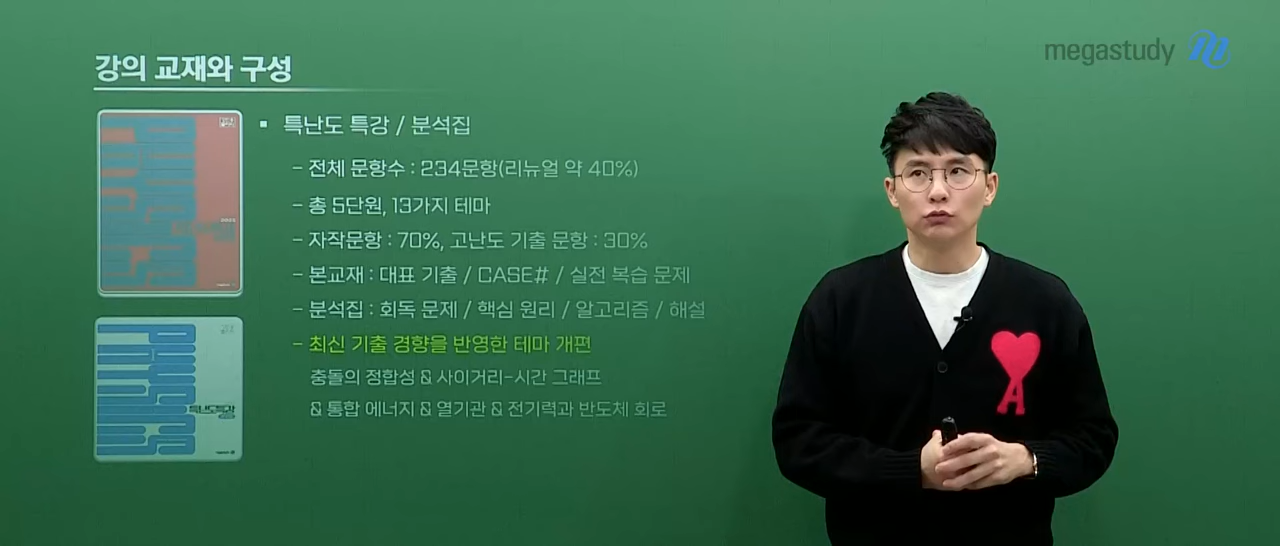 강의 교재와 구성
megastudy
특난도 특강 / 분석집
- 전체 문항수 : 234문항(리뉴얼 약 40%)
- 총 5단원, 13가지 테마
- 자작문항 : 70%, 고난도 기출 문항 : 30%
- 본교재 : 대표 기출 / CASE# / 실전 복습 문제
- 분석집 : 회독 문제 / 핵심 원리 / 알고리즘 / 해설
- 최신 기출 경향을 반영한 테마 개편
충돌의 정합성 & 사이거리-시간 그래프
& 통합 에너지 & 열기관 & 전기력과 반도체 회로
특난도특강